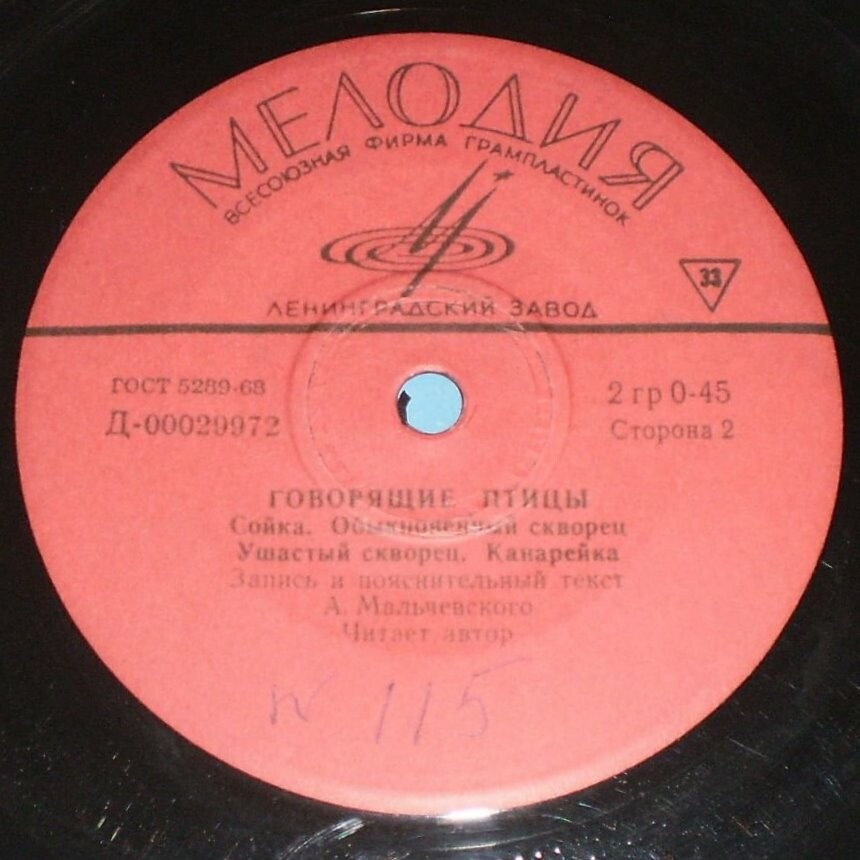 МЕЛОДИЯ
ВСЕСОЮЗНАЯ ФИРМА ГРАМПЛАСТИНОК
33
ЛЕНИНГРАДСКИЙ ЗАВОД
ГОСТ 5289-68
2 гр 0-45
Д-00029972
Сторона 2
ГОВОРЯЩИЕ ПТИЦЫ
Сойка. Обыкновенный скворец
Ушастый скворец. Канарейка
Запись и пояснительный текст
А. Мальчевского
Читает автор
N 115